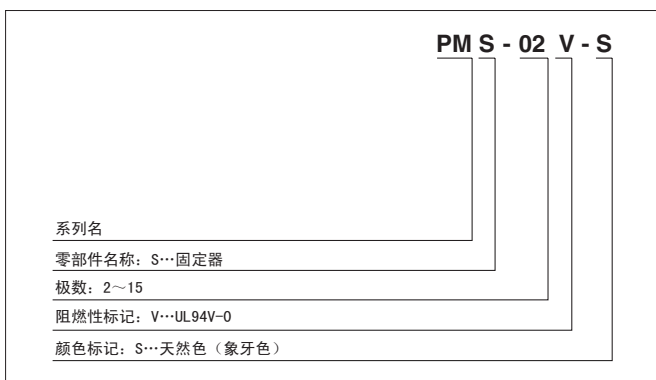 PM S - 02 V - S
系列名
零部件名称：S…固定器
极数：2～15
阻燃性标记：V…UL94V-0
颜色标记：S…天然色（象牙色）